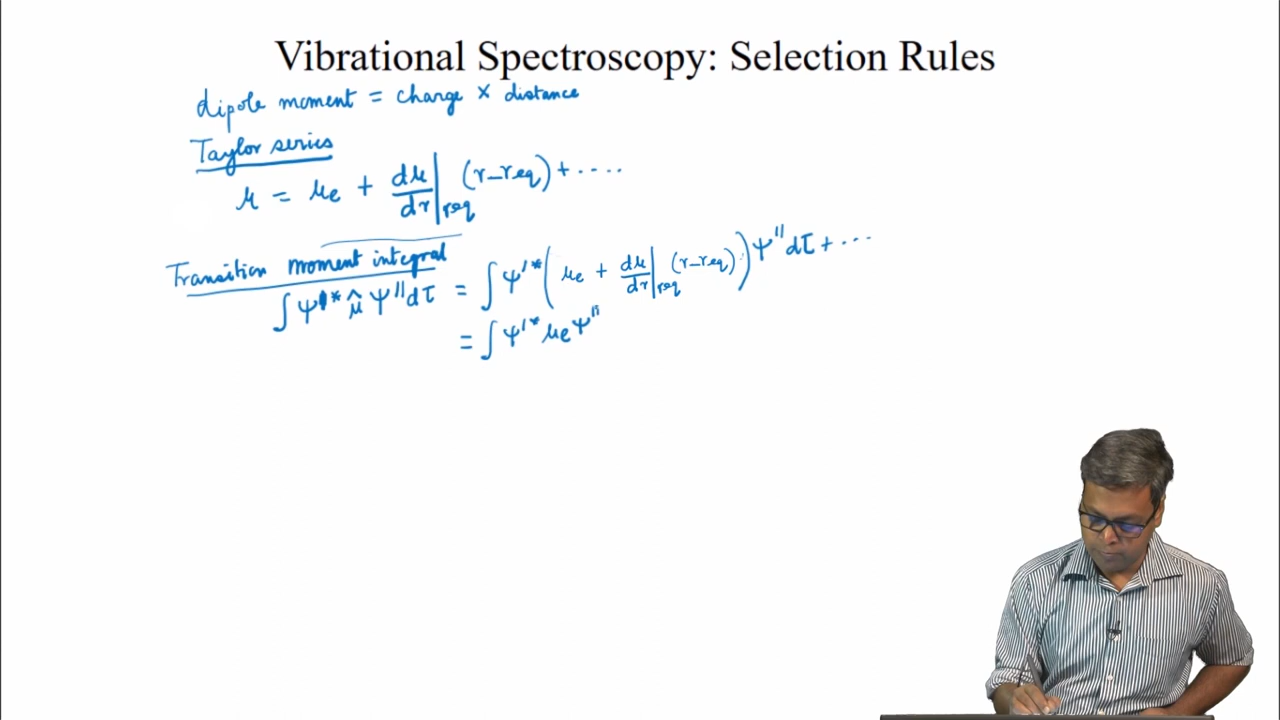 Vibrational Spectroscopy: Selection Rules
dipole moment = charge × distance
Taylor series
μ = μe + dμ/dr|req (r-req) + ....
Transition moment integral
∫ψ'* μ̂ ψ'' dτ = ∫ψ'* (μe + dμ/dr|req (r-req)) ψ'' dτ + ...
= ∫ψ'* μe ψ''